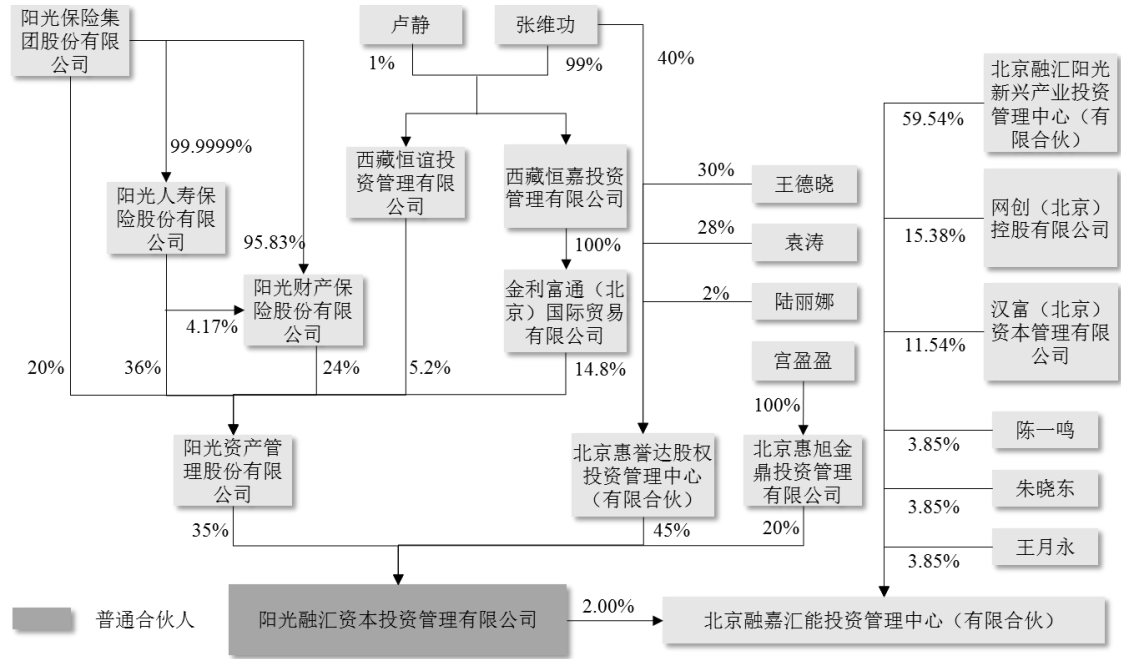 阳光保险集
团股份有限
公司
卢静
张维功
1%
99%
40%
北京融汇阳光
新兴产业投资
管理中心（有
限合伙）
59.54%
99.9999%
西藏恒谊投
资管理有限
公司
西藏恒嘉投资
管理有限公司
30%
王德晓
阳光人寿保
险股份有限
公司
网创（北京）
控股有限公司
15.38%
95.83%
100%
28%
袁涛
阳光财产保
险股份有限
公司
4.17%
金利富通（北
京）国际贸易
有限公司
2%
陆丽娜
汉富（北京）
资本管理有限
公司
11.54%
20%
36%
24%
5.2%
14.8%
宫盈盈
100%
陈一鸣
3.85%
阳光资产管
理股份有限
公司
北京惠誉达股权
投资管理中心
（有限合伙）
北京惠旭金
鼎投资管理
有限公司
朱晓东
3.85%
35%
45%
20%
王月永
3.85%
普通合伙人
阳光融汇资本投资管理有限公司
2.00%
北京融嘉汇能投资管理中心（有限合伙）